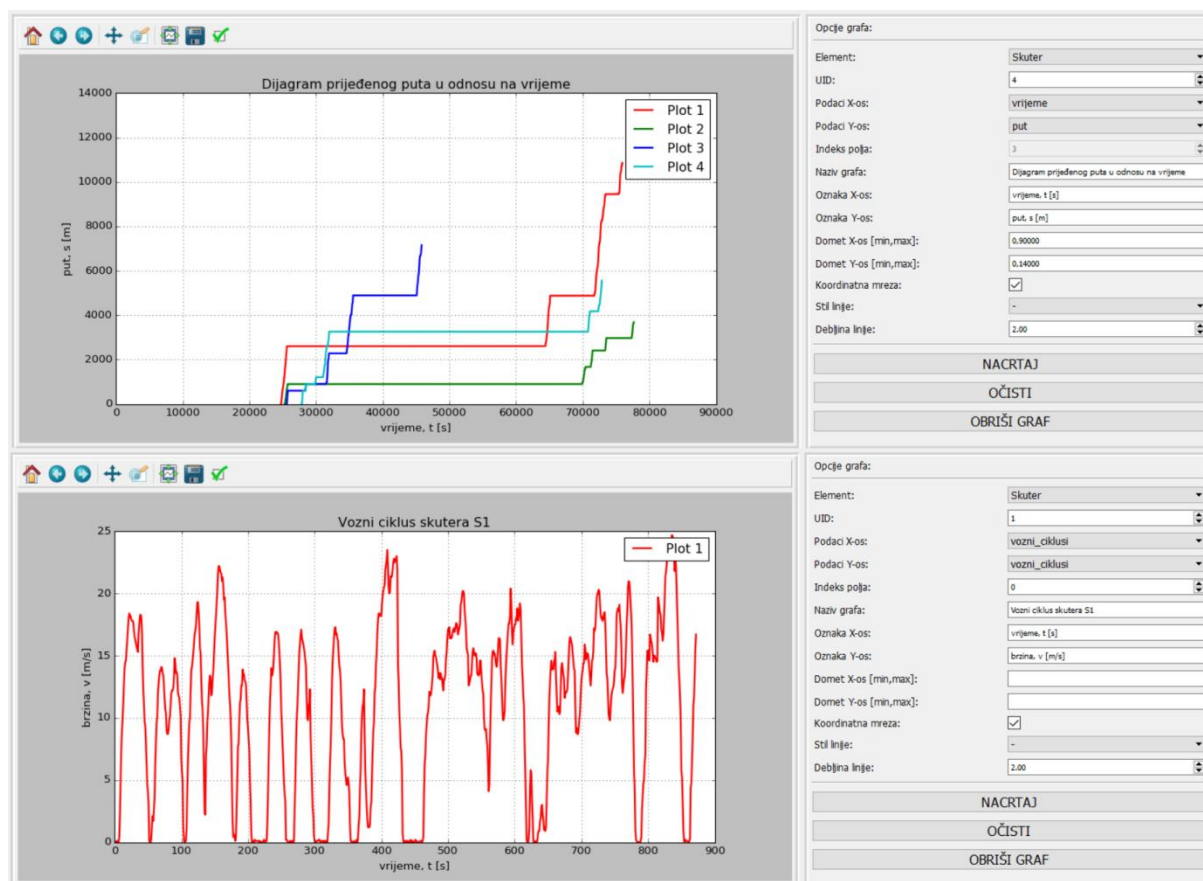 Dijagram prijeđenog puta u odnosu na vrijeme
14000
12000
10000
8000
6000
4000
2000
0
put, s [m]
Plot 1
Plot 2
Plot 3
Plot 4
0 10000 20000 30000 40000 50000 60000 70000 80000 90000
vrijeme, t [s]
Opcije grafa:
Element: Skuter
UID: 4
Podaci X-os: vrijeme
Podaci Y-os: put
Indeks polja: 3
Naziv grafa: Dijagram prijeđenog puta u odnosu na vrijeme
Oznaka X-os: vrijeme, t [s]
Oznaka Y-os: put, s [m]
Domet X-os [min,max]: 0,90000
Domet Y-os [min,max]: 0,14000
Koordinatna mreza:
Stil linije: -
Debljina linije: 2.00
NACRTAJ
OČISTI
OBRIŠI GRAF
Vozni ciklus skutera S1
25
20
15
10
5
0
brzina, v [m/s]
Plot 1
0 100 200 300 400 500 600 700 800 900
vrijeme, t [s]
Opcije grafa:
Element: Skuter
UID: 1
Podaci X-os: vozni_ciklusi
Podaci Y-os: vozni_ciklusi
Indeks polja: 0
Naziv grafa: Vozni ciklus skutera S1
Oznaka X-os: vrijeme, t [s]
Oznaka Y-os: brzina, v [m/s]
Domet X-os [min,max]:
Domet Y-os [min,max]:
Koordinatna mreza:
Stil linije: -
Debljina linije: 2.00
NACRTAJ
OČISTI
OBRIŠI GRAF